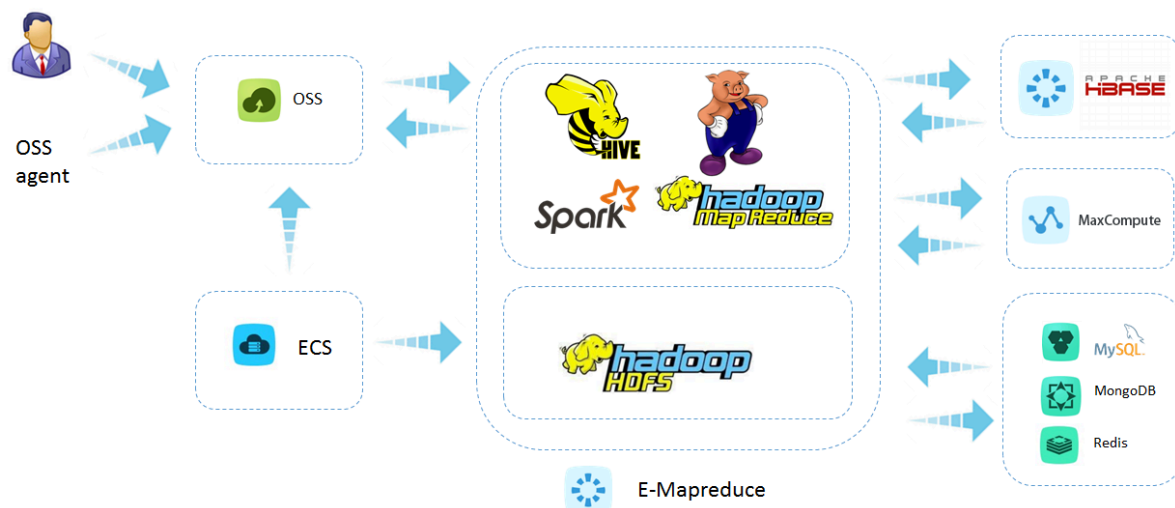 OSS
agent
OSS
ECS
HIVE
Spark
hadoop
Map Reduce
hadoop
HDFS
E-Mapreduce
APACHE
HBASE
MaxCompute
MySQL
MongoDB
Redis